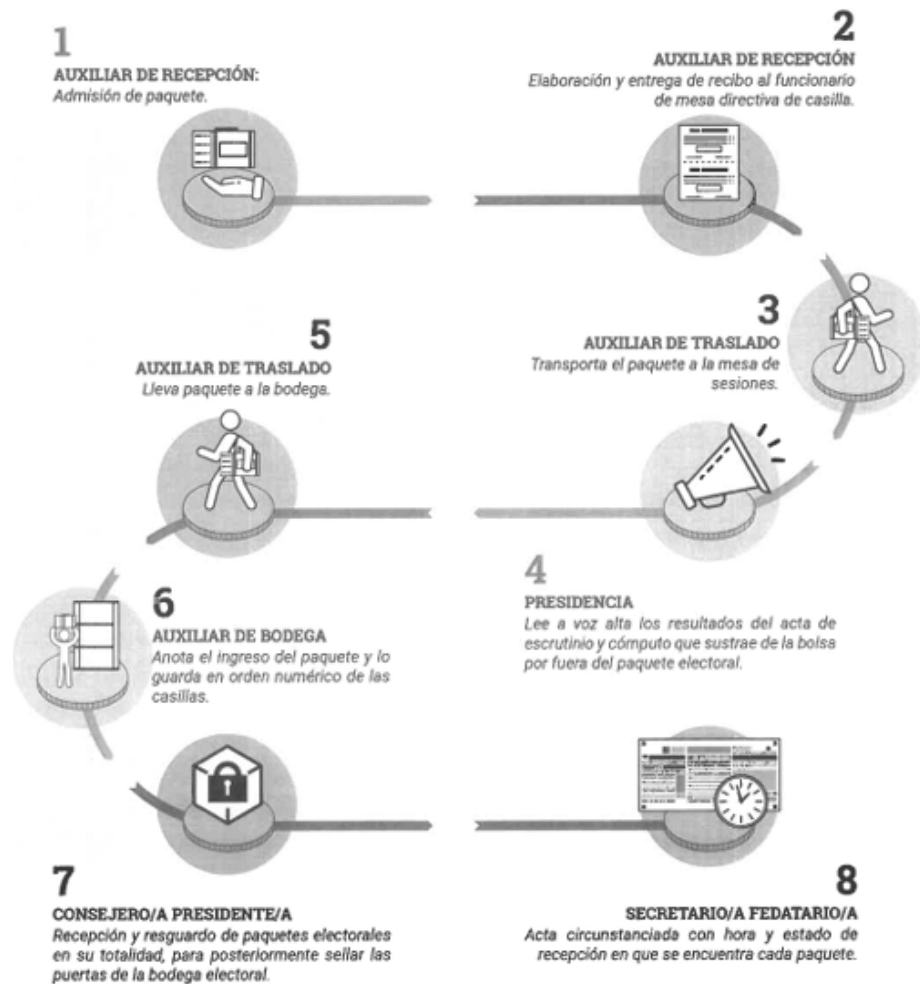 1
AUXILIAR DE RECEPCIÓN:
Admisión de paquete.
2
AUXILIAR DE RECEPCIÓN
Elaboración y entrega de recibo al funcionario
de mesa directiva de casilla.
3
AUXILIAR DE TRASLADO
Transporta el paquete a la mesa de
sesiones.
4
PRESIDENCIA
Lee a voz alta los resultados del acta de
escrutinio y cómputo que sustrae de la bolsa
por fuera del paquete electoral.
5
AUXILIAR DE TRASLADO
Lleva paquete a la bodega.
6
AUXILIAR DE BODEGA
Anota el ingreso del paquete y lo
guarda en orden numérico de las
casillas.
7
CONSEJERO/A PRESIDENTE/A
Recepción y resguardo de paquetes electorales
en su totalidad, para posteriormente sellar las
puertas de la bodega electoral.
8
SECRETARIO/A FEDATARIO/A
Acta circunstanciada con hora y estado de
recepción en que se encuentra cada paquete.